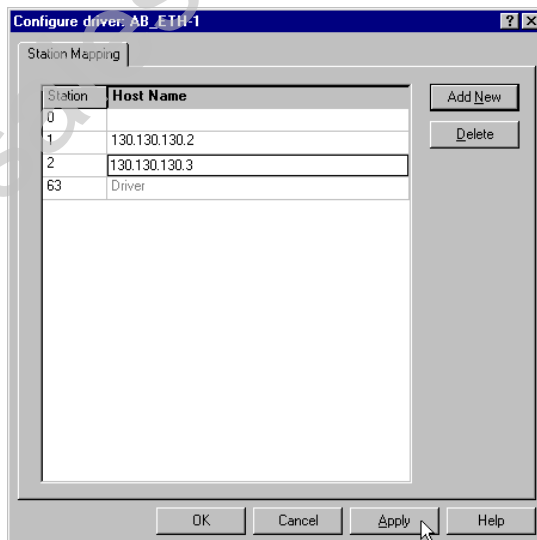 Configure driver: AB_ETH-1
Station Mapping
Station Host Name
0
1 130.130.130.2
2 130.130.130.3
63 Driver
Add New
Delete
OK Cancel Apply Help